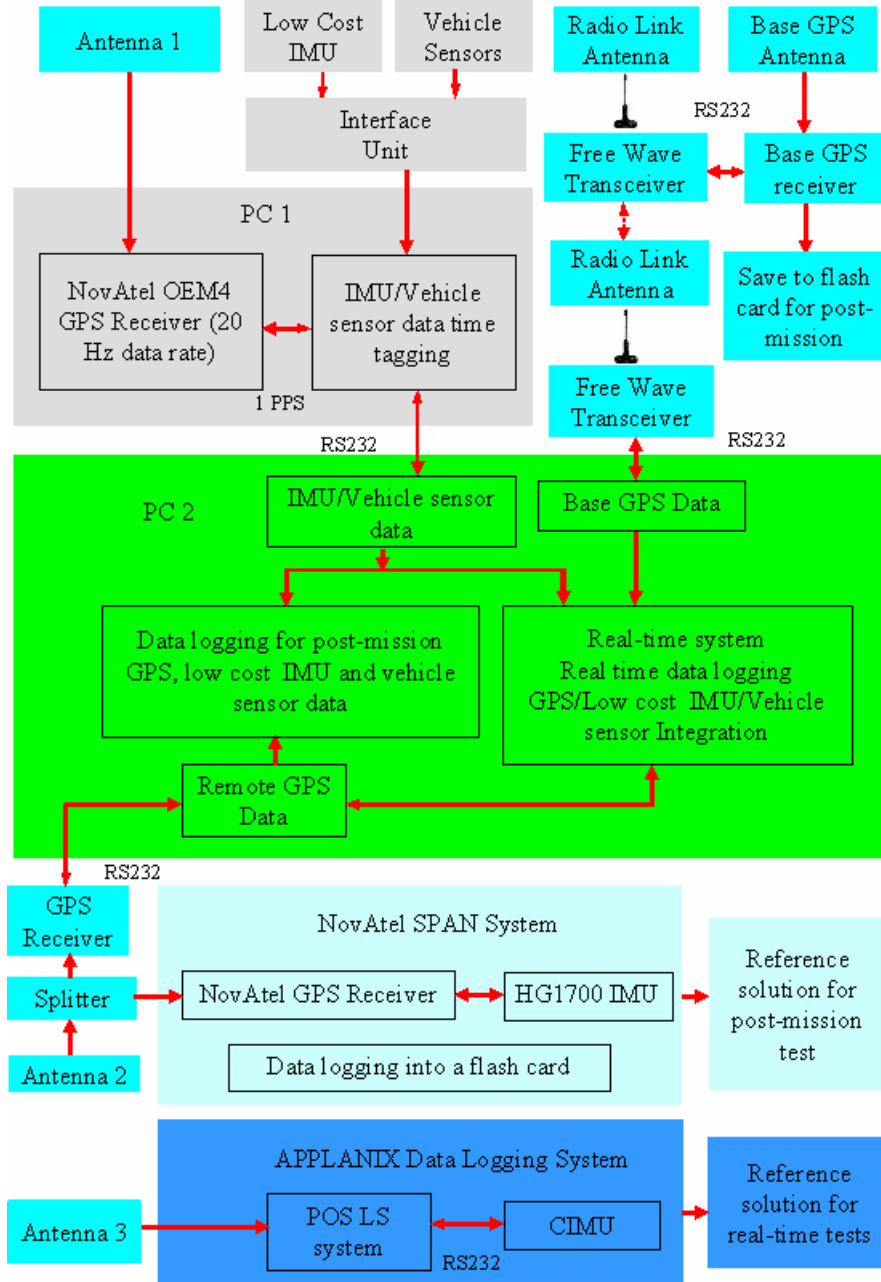 Antenna 1
Low Cost
IMU
Vehicle
Sensors
Radio Link
Antenna
Base GPS
Antenna
RS232
Interface
Unit
Free Wave
Transceiver
Base GPS
receiver
PC 1
NovAtel OEM4
GPS Receiver (20
Hz data rate)
IMU/Vehicle
sensor data time
tagging
1 PPS
Radio Link
Antenna
Save to flash
card for post-
mission
Free Wave
Transceiver
RS232
RS232
PC 2
IMU/Vehicle sensor
data
Base GPS Data
Data logging for post-mission
GPS, low cost IMU and vehicle
sensor data
Real-time system
Real time data logging
GPS/Low cost IMU/Vehicle
sensor Integration
Remote GPS
Data
RS232
GPS
Receiver
Splitter
Antenna 2
NovAtel SPAN System
NovAtel GPS Receiver
HG1700 IMU
Data logging into a flash card
Reference
solution for
post-mission
test
APPLANIX Data Logging System
Antenna 3
POS LS
system
RS232
CIMU
Reference
solution for
real-time tests